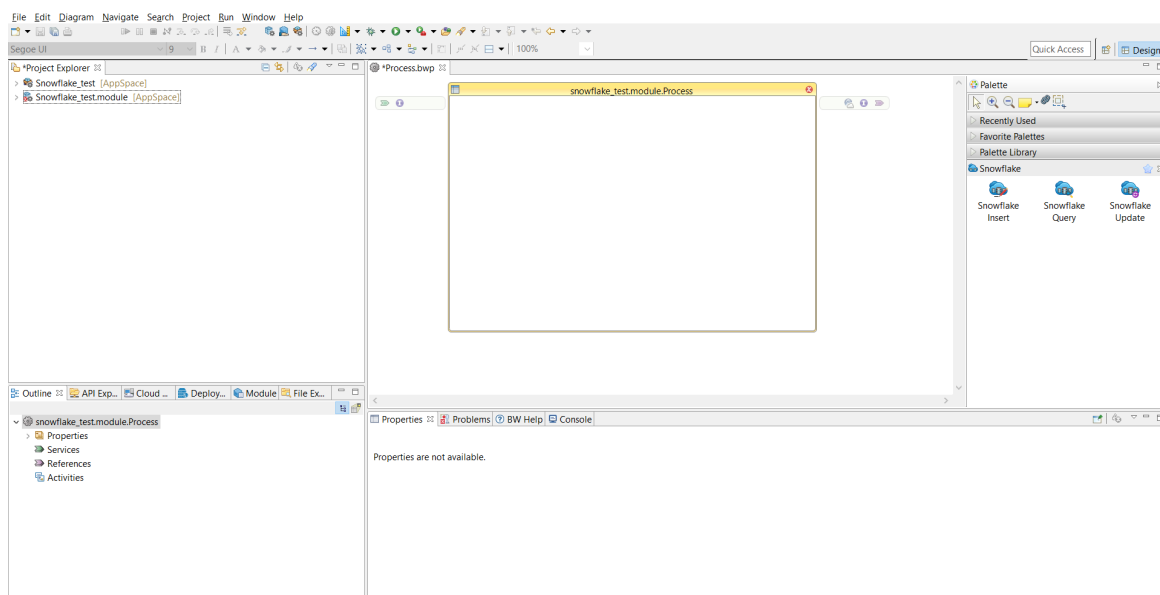 File Edit Diagram Navigate Search Project Run Window Help
Segoe UI 9 B I A 100% Quick Access Design
*Project Explorer *Process.bwp
Snowflake_test [AppSpace]
Snowflake_test.module [AppSpace]
snowflake_test.module.Process
Palette
Recently Used
Favorite Palettes
Palette Library
Snowflake
Snowflake Snowflake Snowflake
Insert Query Update
Outline API Exp... Cloud ... Deploy... Module File Ex...
snowflake_test.module.Process
Properties
Services
References
Activities
Properties Problems BW Help Console
Properties are not available.